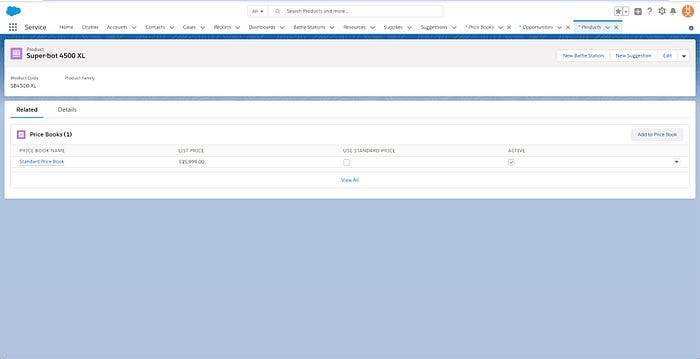 All
Search Products and more...
Service Home Chatter Accounts Contacts Cases Reports Dashboards Battle Stations Resources Supplies Suggestions * Price Books * Opportunities * Products
Product
Super-bot 4500 XL
New Battle Station New Suggestion Edit
Product Code Product Family
SB4500-XL
Related Details
Price Books (1) Add to Price Book
PRICE BOOK NAME LIST PRICE USE STANDARD PRICE ACTIVE
Standard Price Book $35,999.00
View All